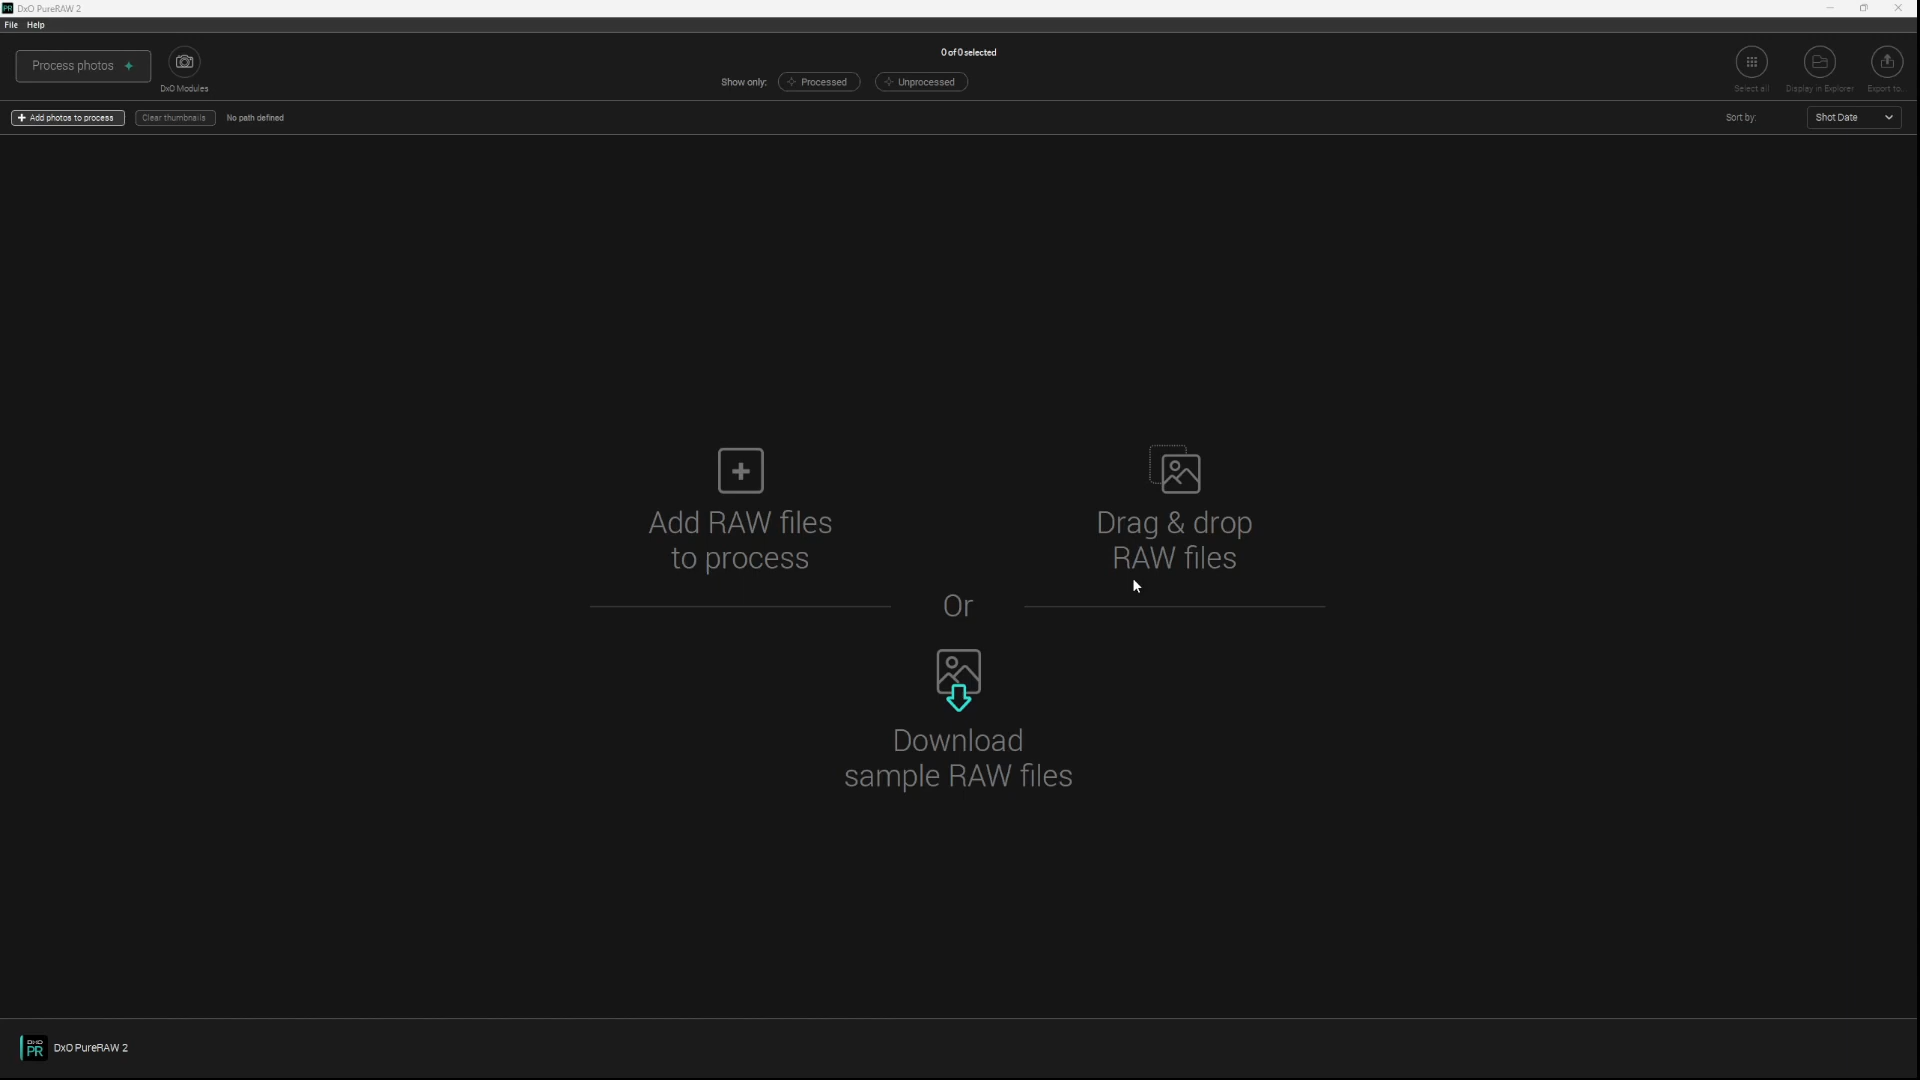 DxO PureRAW 2
File Help
Process photos
DxO Modules
0 of 0 selected
Show only: Processed Unprocessed
Select all
Display in Explorer
Export to...
Add photos to process
Clear thumbnails
No path defined
Sort by:
Shot Date
Add RAW files
to process
Drag & drop
RAW files
Or
Download
sample RAW files
DXO
PR
DxO PureRAW 2